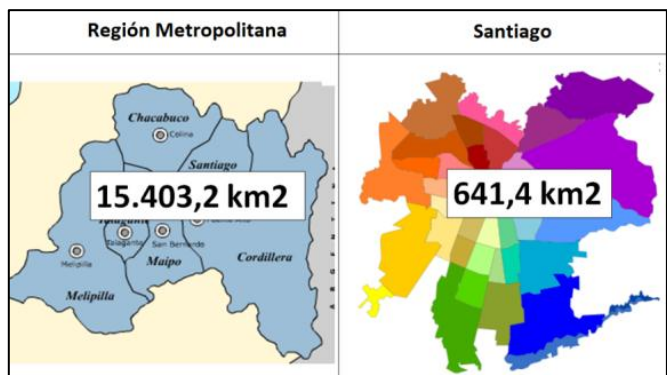 Región Metropolitana
Santiago
Chacabuco
Colina
Santiago
15.403,2 km2
641,4 km2
Talagante
San Bernardo
Melipilla
Maipo
Cordillera
Melipilla
ARGENTINA